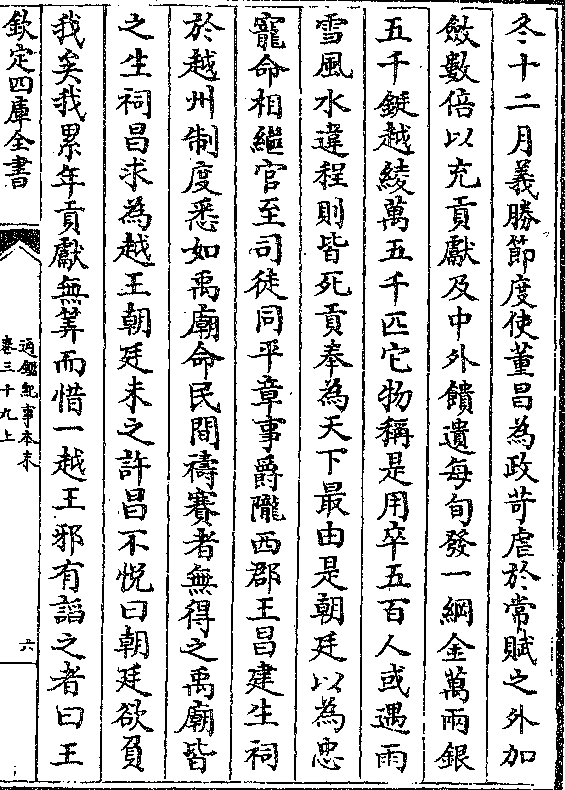 冬十二月義勝節度使董昌為政苛虐於常賦之外加
斂數倍以充貢獻及中外饋遺每旬發一綱金萬兩銀
五千鋌越綾萬五千匹它物稱是用卒五百人或遇雨
雪風水違程則皆死貢奉為天下最由是朝廷以為忠
寵命相繼官至司徒同平章事爵隴西郡王昌建生祠
於越州制度悉如禹廟命民間禱賽者無得之禹廟皆
之生祠昌求為越王朝廷未之許昌不悅曰朝廷欲負
我矣我累年貢獻無筭而惜一越王邪有謟之者曰王
欽定四庫全書
通鑑紀事本末
卷三十九上
六